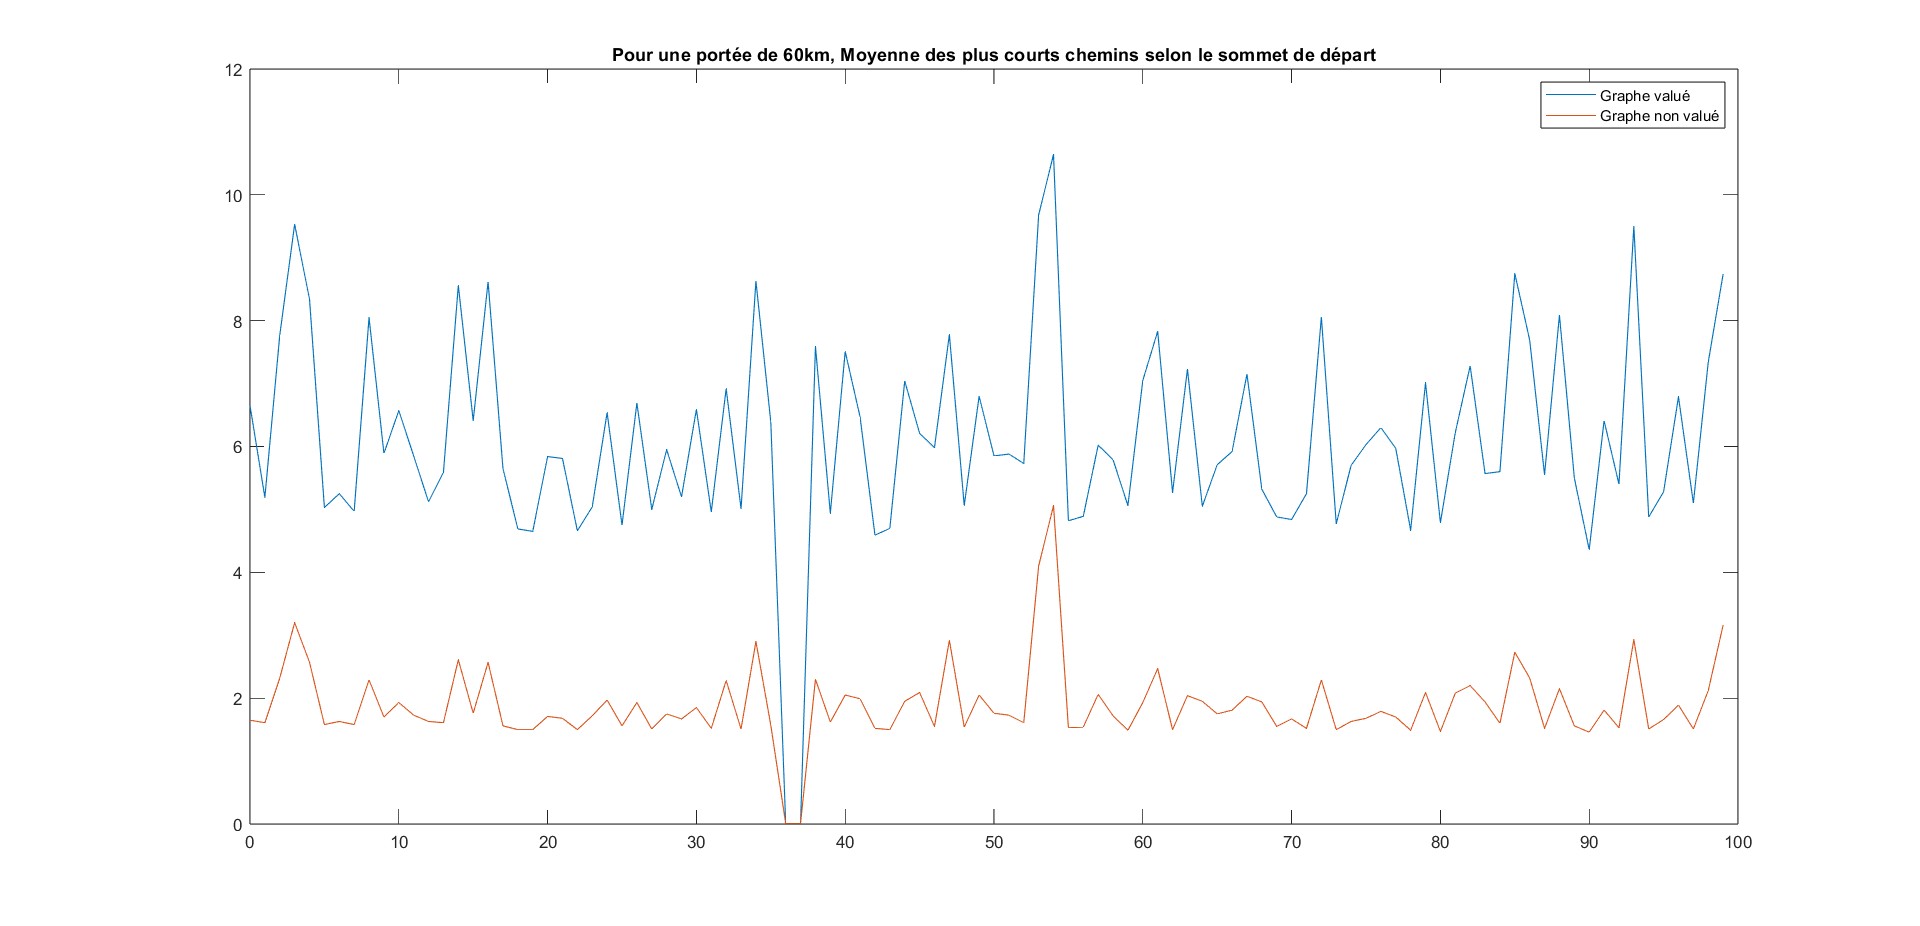 Pour une portée de 60km, Moyenne des plus courts chemins selon le sommet de départ
12
Graphe valué
Graphe non valué
10
8
6
4
2
0
0 10 20 30 40 50 60 70 80 90 100